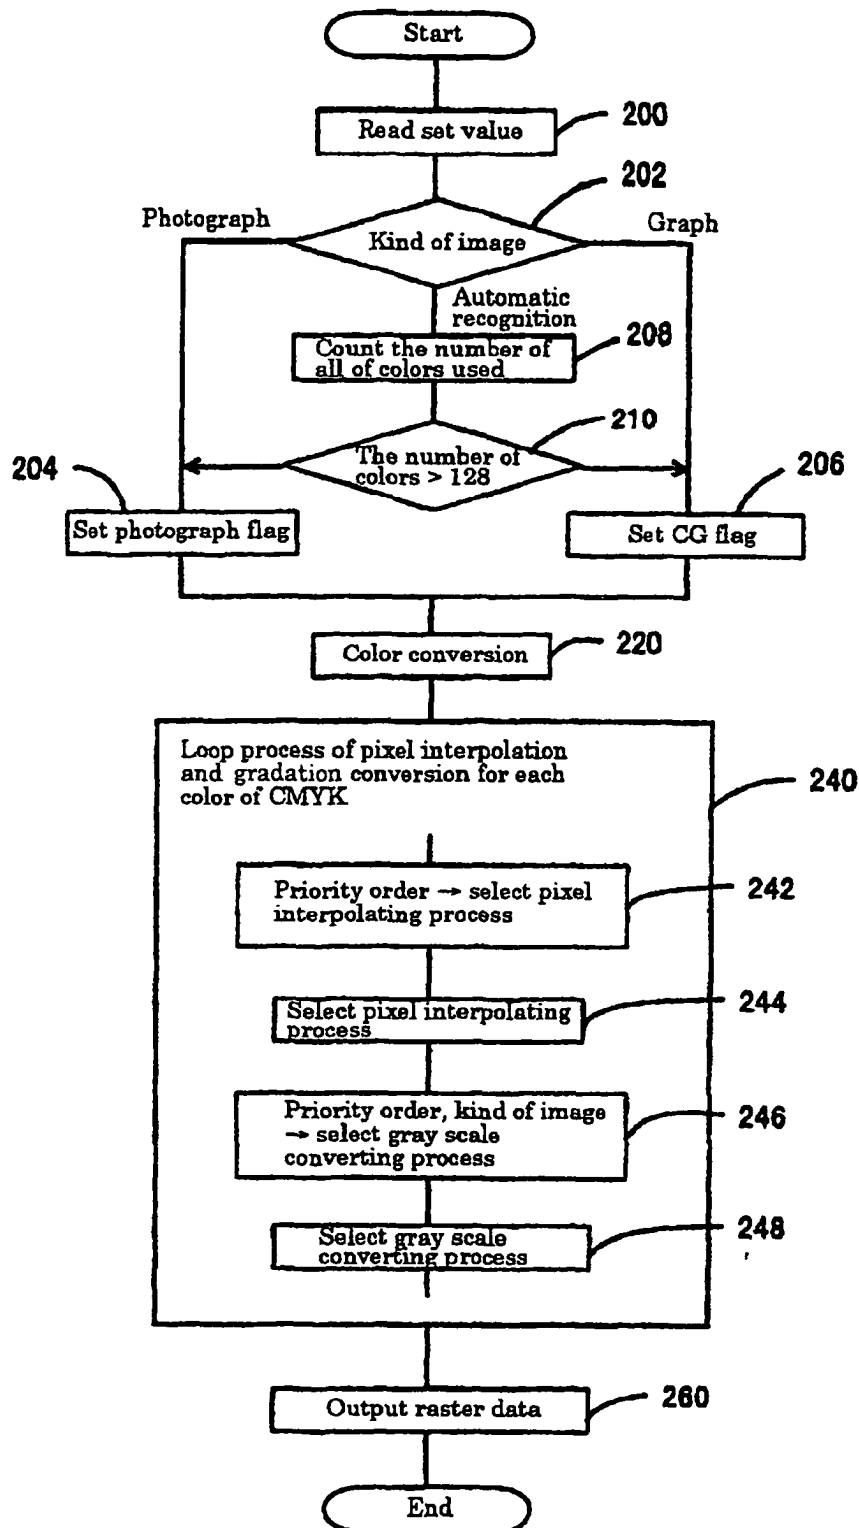 Start
Read set value
200
202
Photograph
Graph
Kind of image
Automatic
recognition
208
Count the number of
all of colors used
210
The number of
colors > 128
204
206
Set photograph flag
Set CG flag
Color conversion
220
Loop process of pixel interpolation
and gradation conversion for each
color of CMYK
240
Priority order → select pixel
interpolating process
242
Select pixel interpolating
process
244
Priority order, kind of image
→ select gray scale
converting process
246
Select gray scale
converting process
248
Output raster data
260
End